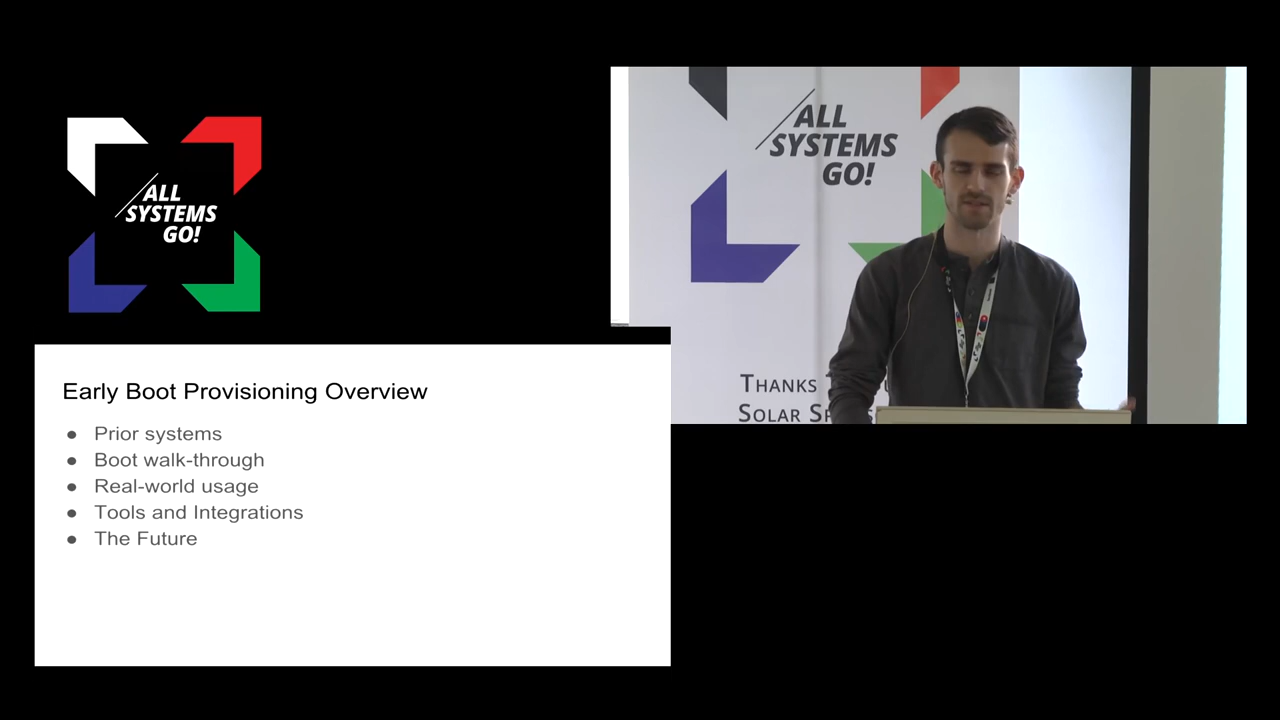 ALL
SYSTEMS
GO!
ALL
SYSTEMS
GO!
THANKS
SOLAR
Early Boot Provisioning Overview
● Prior systems
● Boot walk-through
● Real-world usage
● Tools and Integrations
● The Future